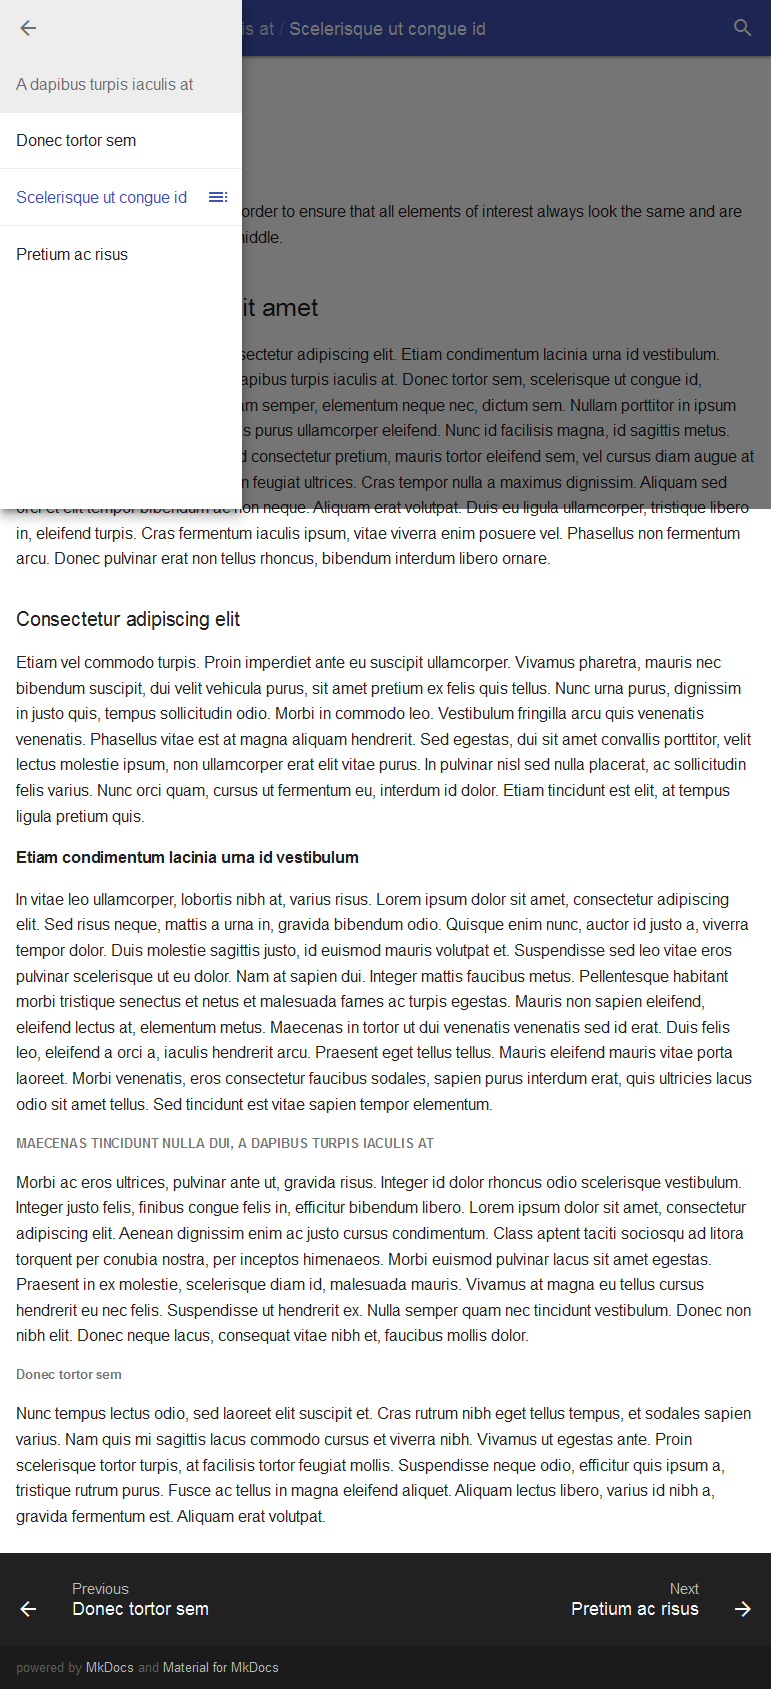 is at / Scelerisque ut congue id
A dapibus turpis iaculis at
Donec tortor sem
Scelerisque ut congue id
Pretium ac risus
order to ensure that all elements of interest always look the same and are
middle.
it amet
adipiscing elit. Etiam condimentum lacinia urna id vestibulum.
dapibus turpis iaculis at. Donec tortor sem, scelerisque ut congue id,
semper, elementum neque nec, dictum sem. Nullam porttitor in ipsum
purus ullamcorper eleifend. Nunc id facilisis magna, id sagittis metus.
consectetur pretium, mauris tortor eleifend sem, vel cursus diam augue at
feugiat ultrices. Cras tempor nulla a maximus dignissim. Aliquam sed
orci et elit tempor bibendum ac non neque. Aliquam erat volutpat. Duis eu ligula ullamcorper, tristique libero
in, eleifend turpis. Cras fermentum iaculis ipsum, vitae viverra enim posuere vel. Phasellus non fermentum
arcu. Donec pulvinar erat non tellus rhoncus, bibendum interdum libero ornare.
Consectetur adipiscing elit
Etiam vel commodo turpis. Proin imperdiet ante eu suscipit ullamcorper. Vivamus pharetra, mauris nec
bibendum suscipit, dui velit vehicula purus, sit amet pretium ex felis quis tellus. Nunc urna purus, dignissim
in justo quis, tempus sollicitudin odio. Morbi in commodo leo. Vestibulum fringilla arcu quis venenatis
venenatis. Phasellus vitae est at magna aliquam hendrerit. Sed egestas, dui sit amet convallis porttitor, velit
lectus molestie ipsum, non ullamcorper erat elit vitae purus. In pulvinar nisl sed nulla placerat, ac sollicitudin
felis varius. Nunc orci quam, cursus ut fermentum eu, interdum id dolor. Etiam tincidunt est elit, at tempus
ligula pretium quis.
Etiam condimentum lacinia urna id vestibulum
In vitae leo ullamcorper, lobortis nibh at, varius risus. Lorem ipsum dolor sit amet, consectetur adipiscing
elit. Sed risus neque, mattis a urna in, gravida bibendum odio. Quisque enim nunc, auctor id justo a, viverra
tempor dolor. Duis molestie sagittis justo, id euismod mauris volutpat et. Suspendisse sed leo vitae eros
pulvinar scelerisque ut eu dolor. Nam at sapien dui. Integer mattis faucibus metus. Pellentesque habitant
morbi tristique senectus et netus et malesuada fames ac turpis egestas. Mauris non sapien eleifend,
eleifend lectus at, elementum metus. Maecenas in tortor ut dui venenatis venenatis sed id erat. Duis felis
leo, eleifend a orci a, iaculis hendrerit arcu. Praesent eget tellus tellus. Mauris eleifend mauris vitae porta
laoreet. Morbi venenatis, eros consectetur faucibus sodales, sapien purus interdum erat, quis ultricies lacus
odio sit amet tellus. Sed tincidunt est vitae sapien tempor elementum.
MAECENAS TINCIDUNT NULLA DUI, A DAPIBUS TURPIS IACULIS AT
Morbi ac eros ultrices, pulvinar ante ut, gravida risus. Integer id dolor rhoncus odio scelerisque vestibulum.
Integer justo felis, finibus congue felis in, efficitur bibendum libero. Lorem ipsum dolor sit amet, consectetur
adipiscing elit. Aenean dignissim enim ac justo cursus condimentum. Class aptent taciti sociosqu ad litora
torquent per conubia nostra, per inceptos himenaeos. Morbi euismod pulvinar lacus sit amet egestas.
Praesent in ex molestie, scelerisque diam id, malesuada mauris. Vivamus at magna eu tellus cursus
hendrerit eu nec felis. Suspendisse ut hendrerit ex. Nulla semper quam nec tincidunt vestibulum. Donec non
nibh elit. Donec neque lacus, consequat vitae nibh et, faucibus mollis dolor.
Donec tortor sem
Nunc tempus lectus odio, sed laoreet elit suscipit et. Cras rutrum nibh eget tellus tempus, et sodales sapien
varius. Nam quis mi sagittis lacus commodo cursus et viverra nibh. Vivamus ut egestas ante. Proin
scelerisque tortor turpis, at facilisis tortor feugiat mollis. Suspendisse neque odio, efficitur quis ipsum a,
tristique rutrum purus. Fusce ac tellus in magna eleifend aliquet. Aliquam lectus libero, varius id nibh a,
gravida fermentum est. Aliquam erat volutpat.
Previous
Donec tortor sem
Next
Pretium ac risus
powered by MkDocs and Material for MkDocs